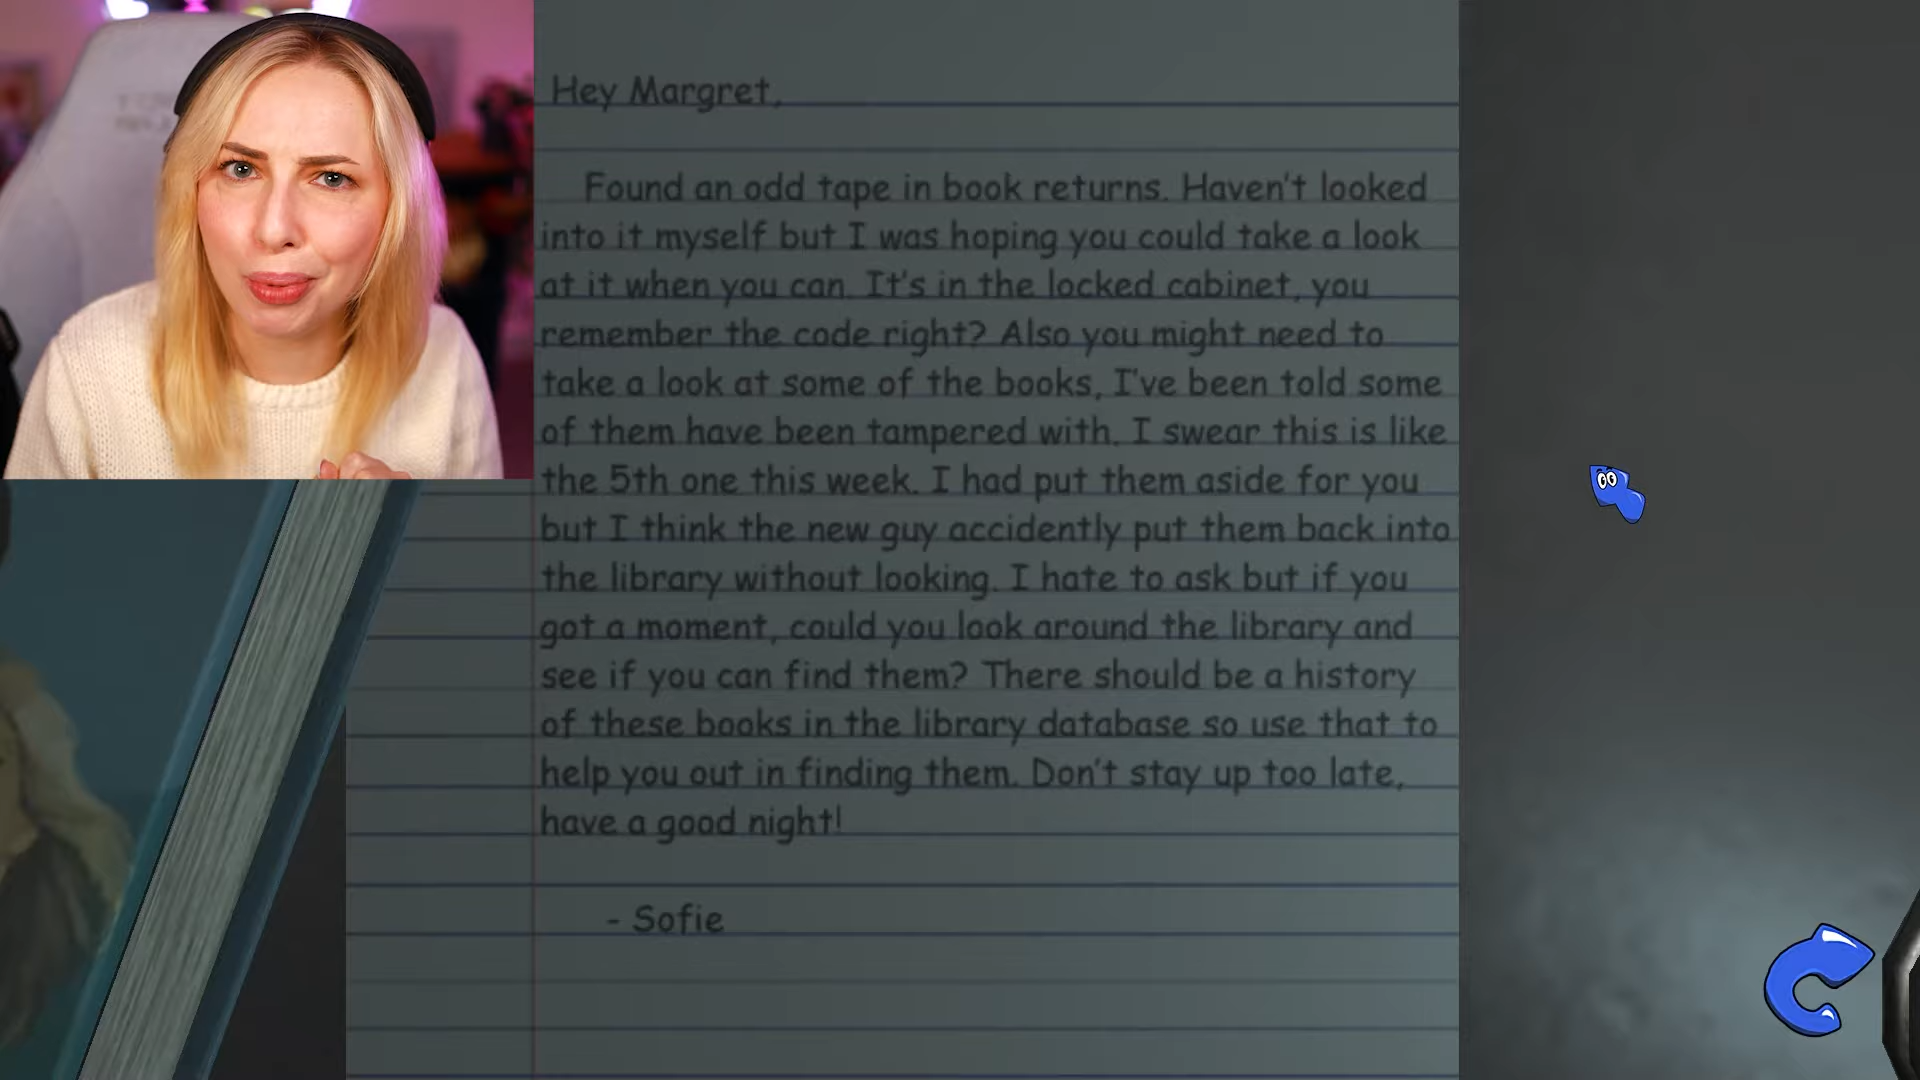 Hey Margret,
Found an odd tape in book returns. Haven't looked
into it myself but I was hoping you could take a look
at it when you can. It's in the locked cabinet, you
remember the code right? Also you might need to
take a look at some of the books, I've been told some
of them have been tampered with. I swear this is like
the 5th one this week. I had put them aside for you
but I think the new guy accidently put them back into
the library without looking. I hate to ask but if you
got a moment, could you look around the library and
see if you can find them? There should be a history
of these books in the library database so use that to
help you out in finding them. Don't stay up too late,
have a good night!
- Sofie